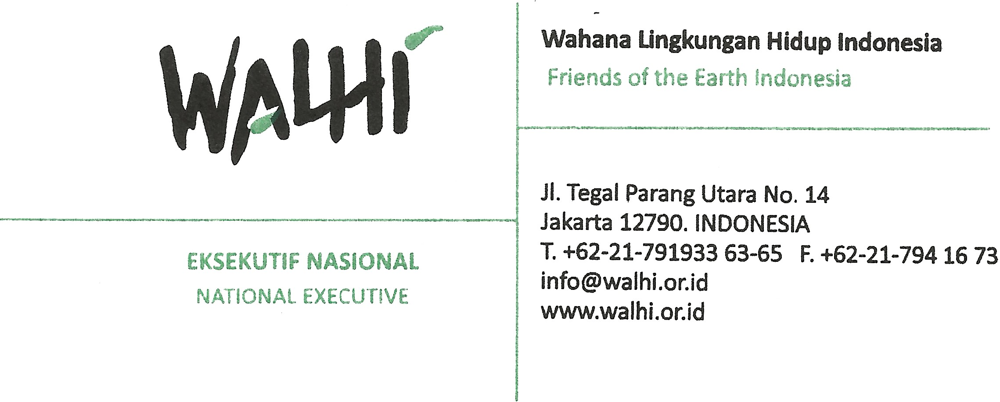 WALHI
EKSEKUTIF NASIONAL
NATIONAL EXECUTIVE
Wahana Lingkungan Hidup Indonesia
Friends of the Earth Indonesia
Jl. Tegal Parang Utara No. 14
Jakarta 12790. INDONESIA
T. +62-21-791933 63-65 F. +62-21-794 16 73
info@walhi.or.id
www.walhi.or.id